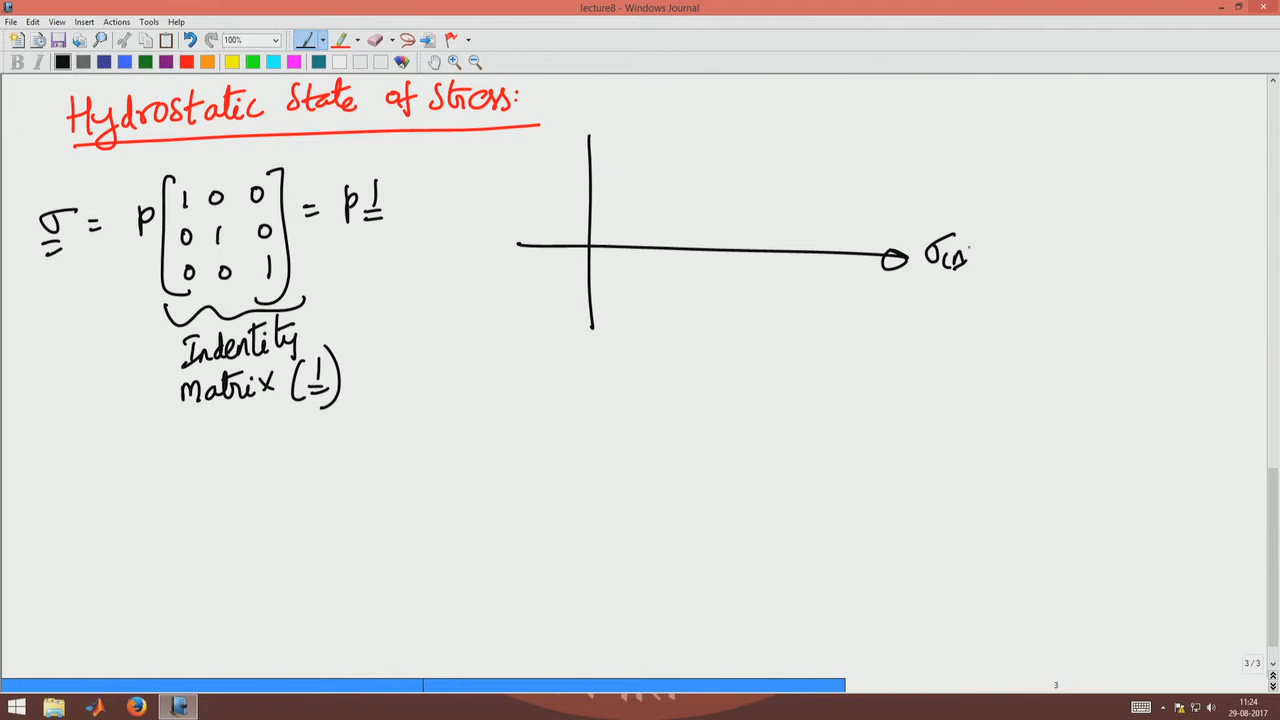 lecture8 - Windows Journal
File Edit View Insert Actions Tools Help
100%
B I
Hydrostatic State of Stress:
σ = p [1 0 0 = p 1
0 1 0
0 0 1]
Indentity
Matrix (1)
σ(n
3 / 3
3
11:24
29-08-2017